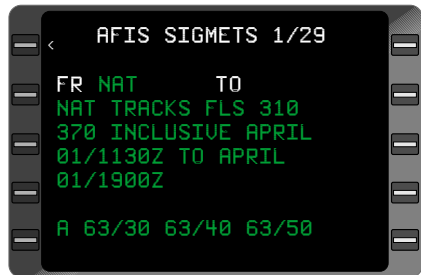 < AFIS SIGMETS 1/29
FR NAT TO
NAT TRACKS FLS 310
370 INCLUSIVE APRIL
01/1130Z TO APRIL
01/1900Z
A 63/30 63/40 63/50